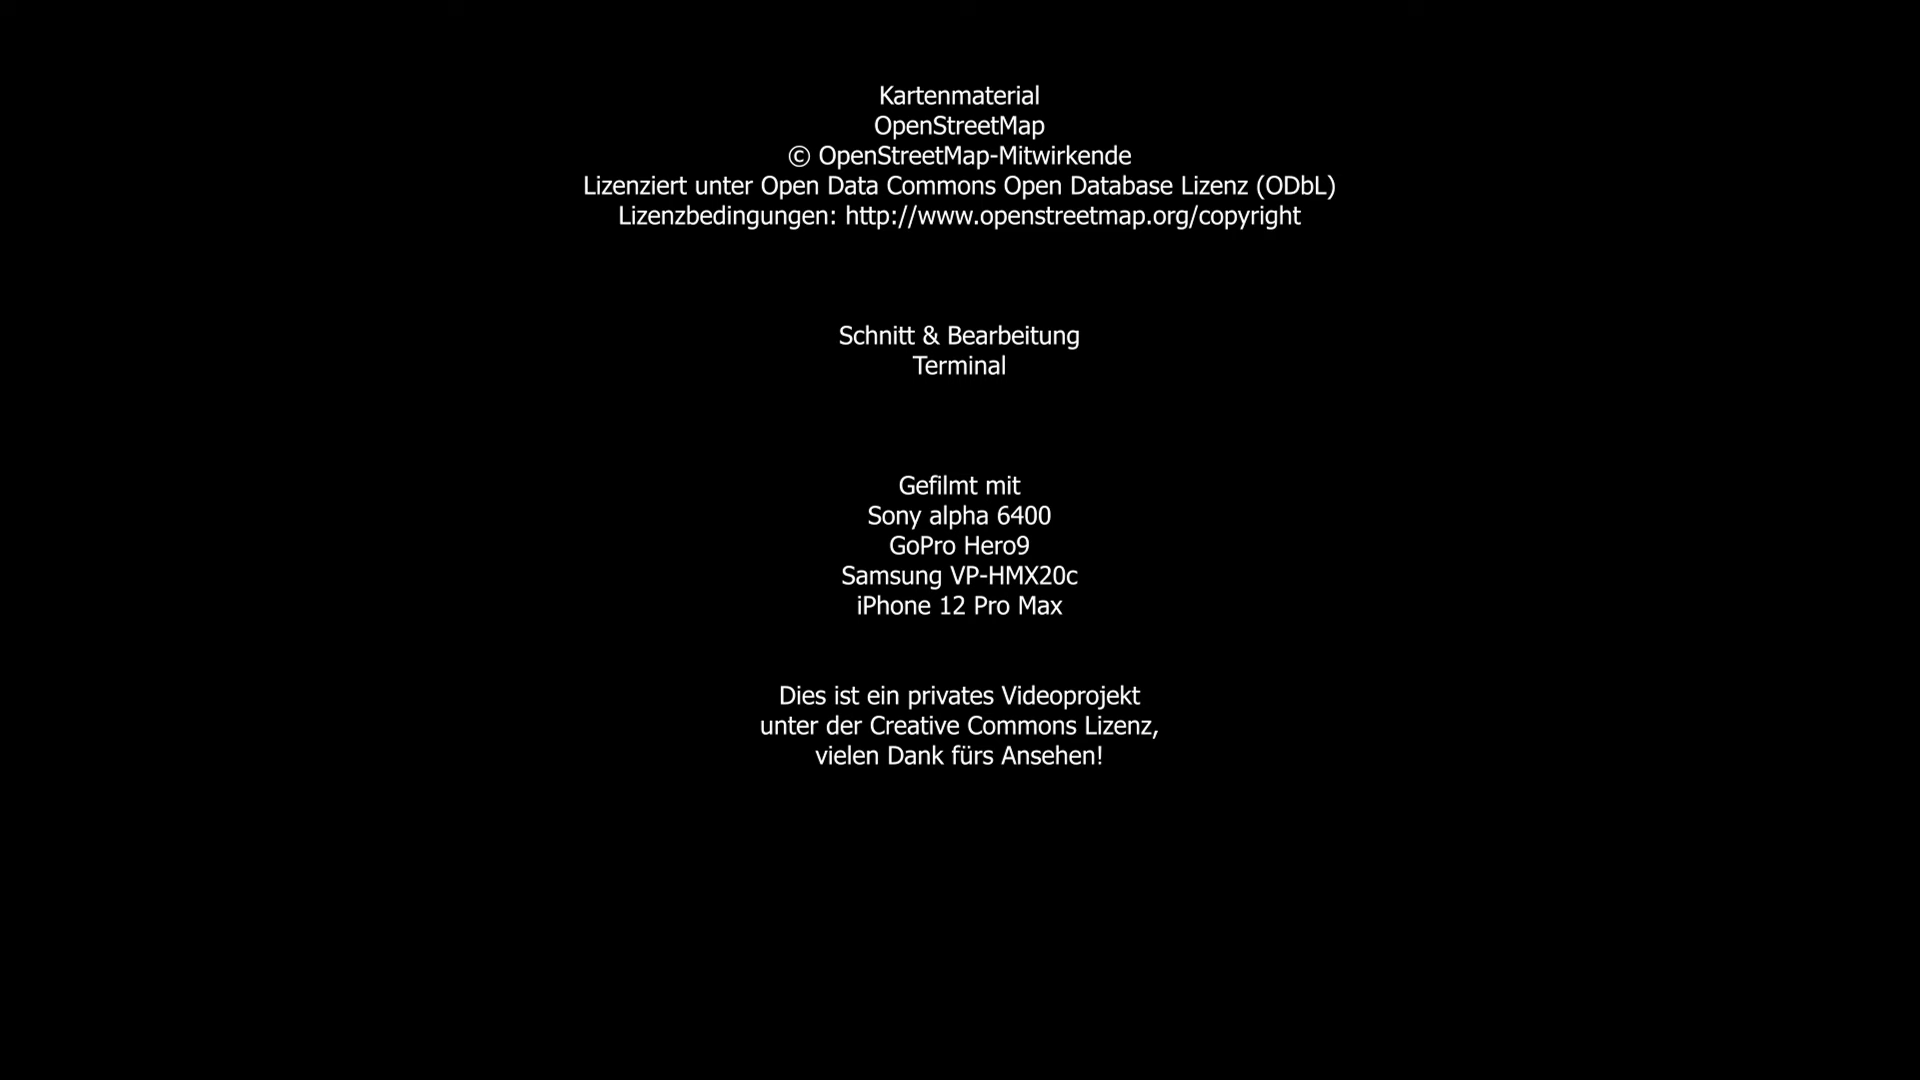 Kartenmaterial
OpenStreetMap
© OpenStreetMap-Mitwirkende
Lizenziert unter Open Data Commons Open Database Lizenz (ODbL)
Lizenzbedingungen: http://www.openstreetmap.org/copyright
Schnitt & Bearbeitung
Terminal
Gefilmt mit
Sony alpha 6400
GoPro Hero9
Samsung VP-HMX20c
iPhone 12 Pro Max
Dies ist ein privates Videoprojekt
unter der Creative Commons Lizenz,
vielen Dank fürs Ansehen!